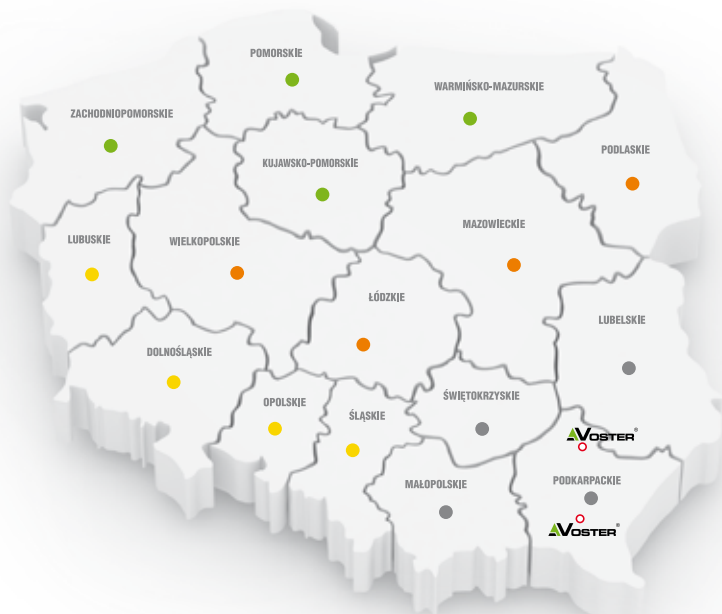 POMORSKIE
WARMIŃSKO-MAZURSKIE
ZACHODNIOPOMORSKIE
PODLASKIE
KUJAWSKO-POMORSKIE
MAZOWIECKIE
LUBUSKIE
WIELKOPOLSKIE
ŁÓDZKIE
LUBELSKIE
DOLNOŚLĄSKIE
OPOLSKIE
ŚLĄSKIE
ŚWIĘTOKRZYSKIE
VOSTER®
MAŁOPOLSKIE
PODKARPACKIE
VOSTER®